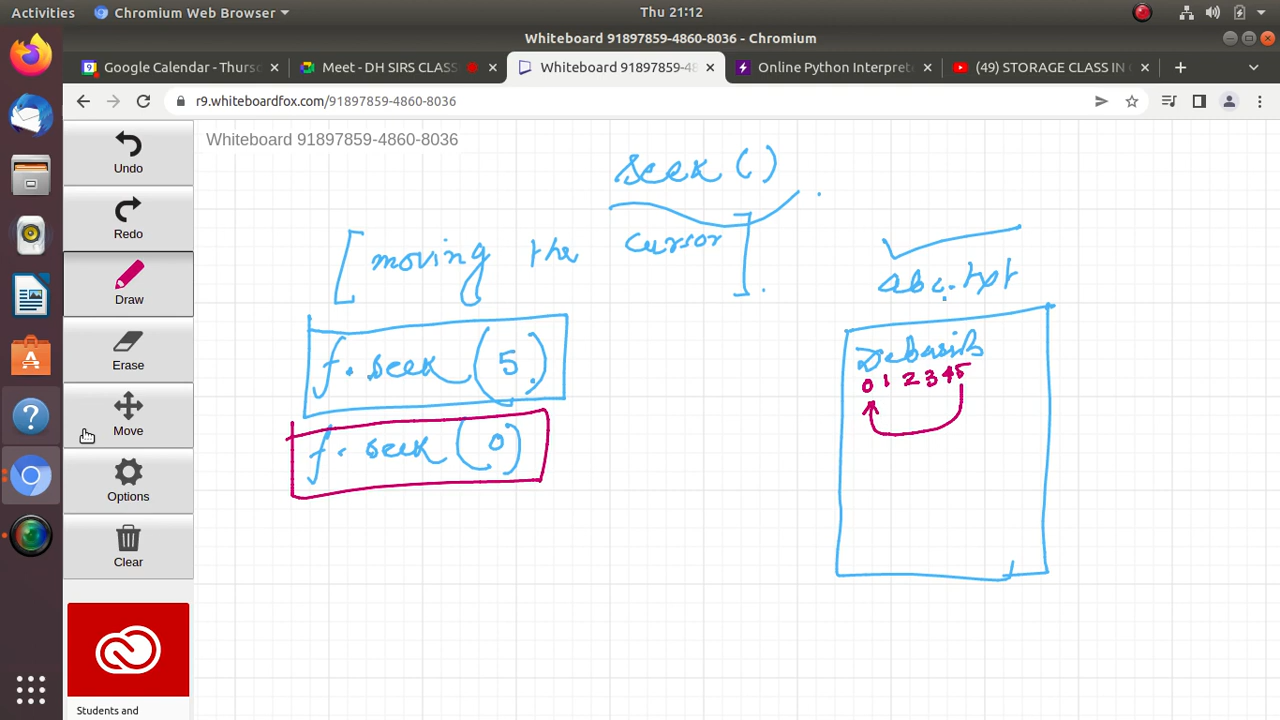 Activities Chromium Web Browser Thu 21:12
Whiteboard 91897859-4860-8036 - Chromium
Google Calendar - Thurs Meet - DH SIRS CLASS Whiteboard 91897859-48 Online Python Interpret (49) STORAGE CLASS IN
r9.whiteboardfox.com/91897859-4860-8036
Whiteboard 91897859-4860-8036
Undo
Redo
Draw
Erase
Move
Options
Clear
Students and
seek ( )
[ moving the cursor ] .
f. seek ( 5 )
f. seek ( 0 )
abc.txt
Debasis
0 1 2 3 4 5